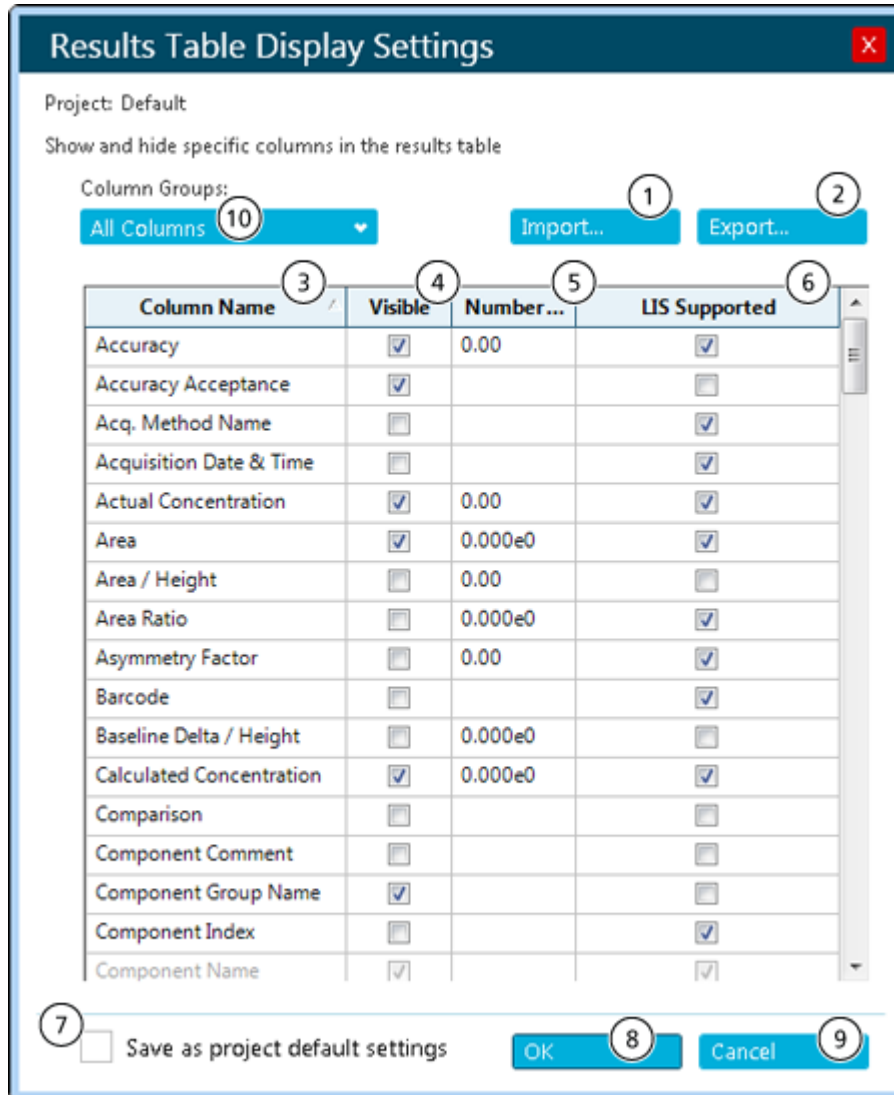 Results Table Display Settings X
Project: Default
Show and hide specific columns in the results table
Column Groups:
All Columns 10 Import... 1 Export... 2
3 4 5 6
Column Name Visible Number... LIS Supported
Accuracy 0.00
Accuracy Acceptance
Acq. Method Name
Acquisition Date & Time
Actual Concentration 0.00
Area 0.000e0
Area / Height 0.00
Area Ratio 0.000e0
Asymmetry Factor 0.00
Barcode
Baseline Delta / Height 0.000e0
Calculated Concentration 0.000e0
Comparison
Component Comment
Component Group Name
Component Index
Component Name
7 Save as project default settings OK 8 Cancel 9